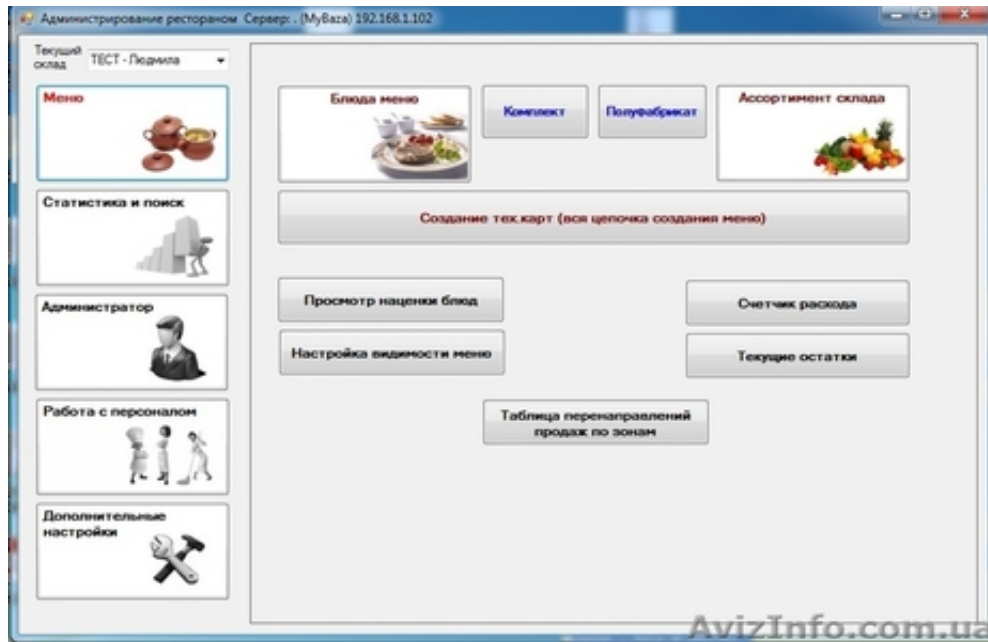 Администрирование рестораном Сервер: . (MyBaza) 192.168.1.102
Текущий
склад
ТЕСТ - Людмила
Меню
Статистика и поиск
Администратор
Работа с персоналом
Дополнительные
настройки
Блюда меню
Комплект
Полуфабрикат
Ассортимент склада
Создание тех.карт (вся цепочка создания меню)
Просмотр наценки блюд
Счетчик расхода
Настройка видимости меню
Текущие остатки
Таблица перенаправлений
продаж по зонам
AvizInfo.com.ua